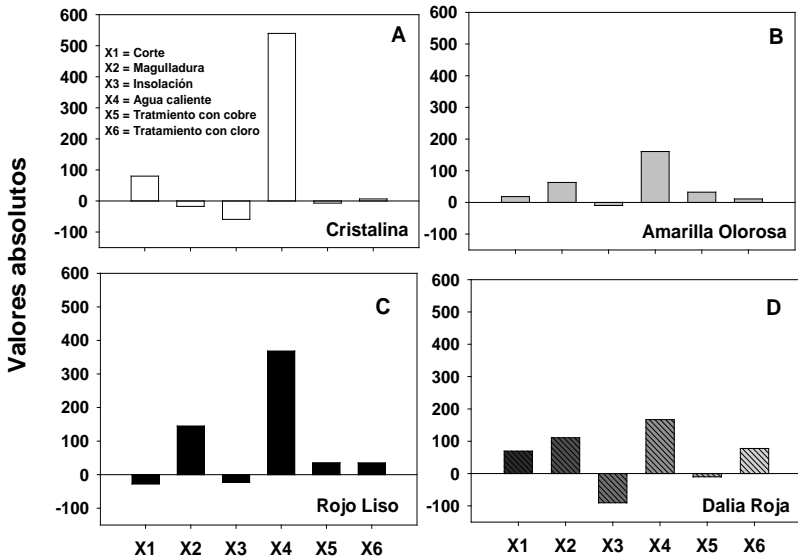 Valores absolutos
600
500
400
300
200
100
0
-100
A
X1 = Corte
X2 = Magulladura
X3 = Insolación
X4 = Agua caliente
X5 = Tratmiento con cobre
X6 = Tratamiento con cloro
Cristalina
600
500
400
300
200
100
0
-100
B
Amarilla Olorosa
600
500
400
300
200
100
0
-100
C
Rojo Liso
X1 X2 X3 X4 X5 X6
600
500
400
300
200
100
0
-100
D
Dalia Roja
X1 X2 X3 X4 X5 X6